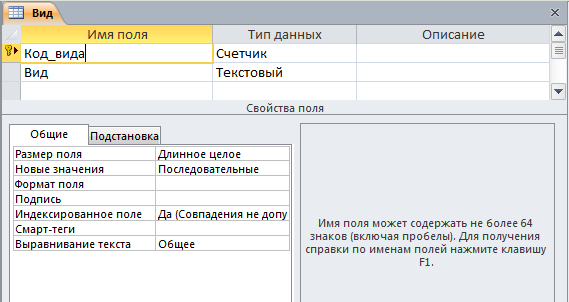 Вид
Имя поля Тип данных Описание
Код_вида Счетчик
Вид Текстовый
Свойства поля
Общие Подстановка
Размер поля Длинное целое
Новые значения Последовательные
Формат поля
Подпись
Индексированное поле Да (Совпадения не допу
Смарт-теги
Выравнивание текста Общее
Имя поля может содержать не более 64
знаков (включая пробелы). Для получения
справки по именам полей нажмите клавишу
F1.